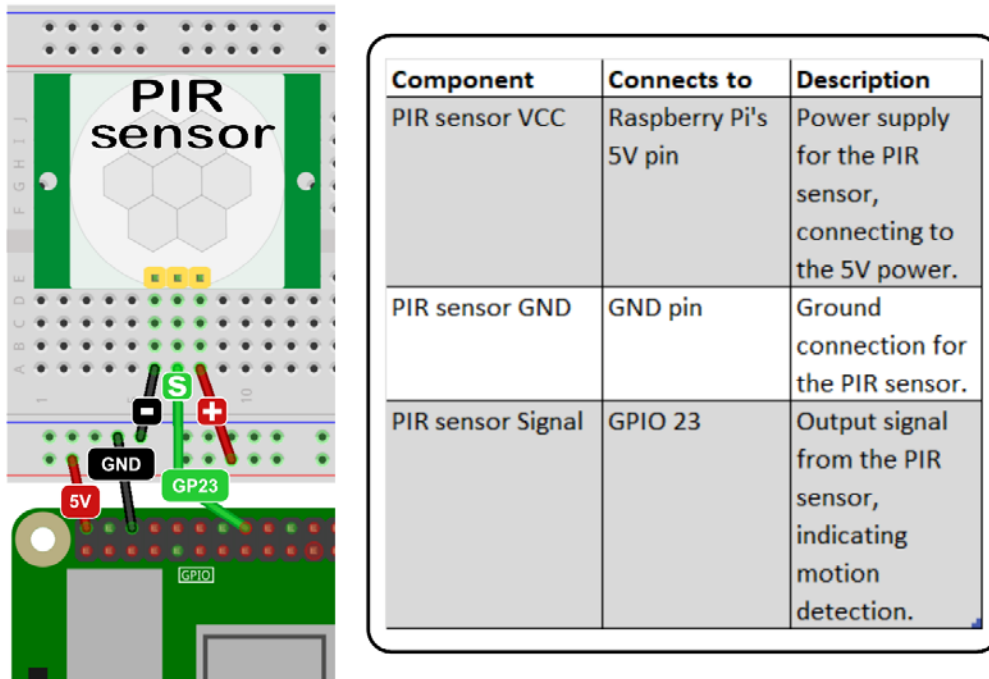 PIR
sensor
J
I
H
G
F
E
D
C
B
A
1
10
S
-
+
GND
GP23
5V
GPIO
Component Connects to Description
PIR sensor VCC Raspberry Pi's Power supply
5V pin for the PIR
sensor,
connecting to
the 5V power.
PIR sensor GND GND pin Ground
connection for
the PIR sensor.
PIR sensor Signal GPIO 23 Output signal
from the PIR
sensor,
indicating
motion
detection.